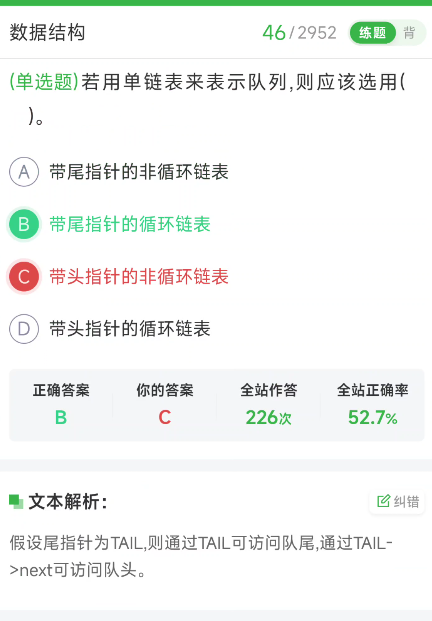 数据结构 46/2952 练题 背
(单选题)若用单链表来表示队列,则应该选用(
)。
A 带尾指针的非循环链表
B 带尾指针的循环链表
C 带头指针的非循环链表
D 带头指针的循环链表
正确答案 你的答案 全站作答 全站正确率
B C 226次 52.7%
文本解析: 纠错
假设尾指针为TAIL,则通过TAIL可访问队尾,通过TAIL-
>next可访问队头。